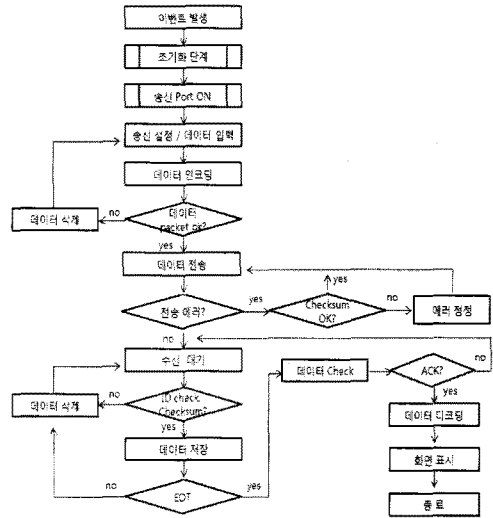 이벤트 발생
초기화 단계
송신 Port ON
송신 설정 / 데이터 입력
데이터 인코딩
데이터 삭제
no
데이터
packet ok?
yes
데이터 전송
전송 에러?
yes
Checksum
OK?
yes
no
에러 정정
no
수신 대기
데이터 Check
ACK?
no
데이터 삭제
no
ID check,
Checksum?
yes
yes
데이터 디코딩
데이터 저장
화면 표시
no
EOT
yes
종 료